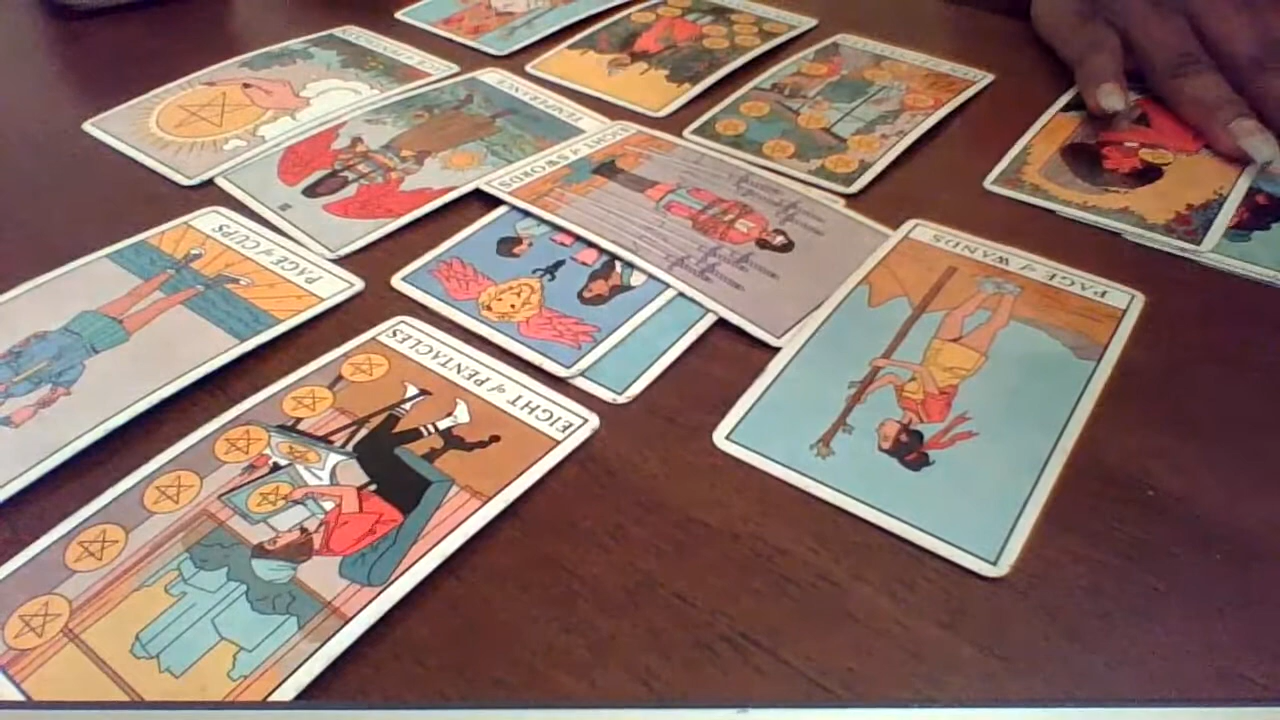 ACE of PENTACLES
TEMPERANCE
EIGHT of SWORDS
PAGE of CUPS
PAGE of WANDS
EIGHT of PENTACLES